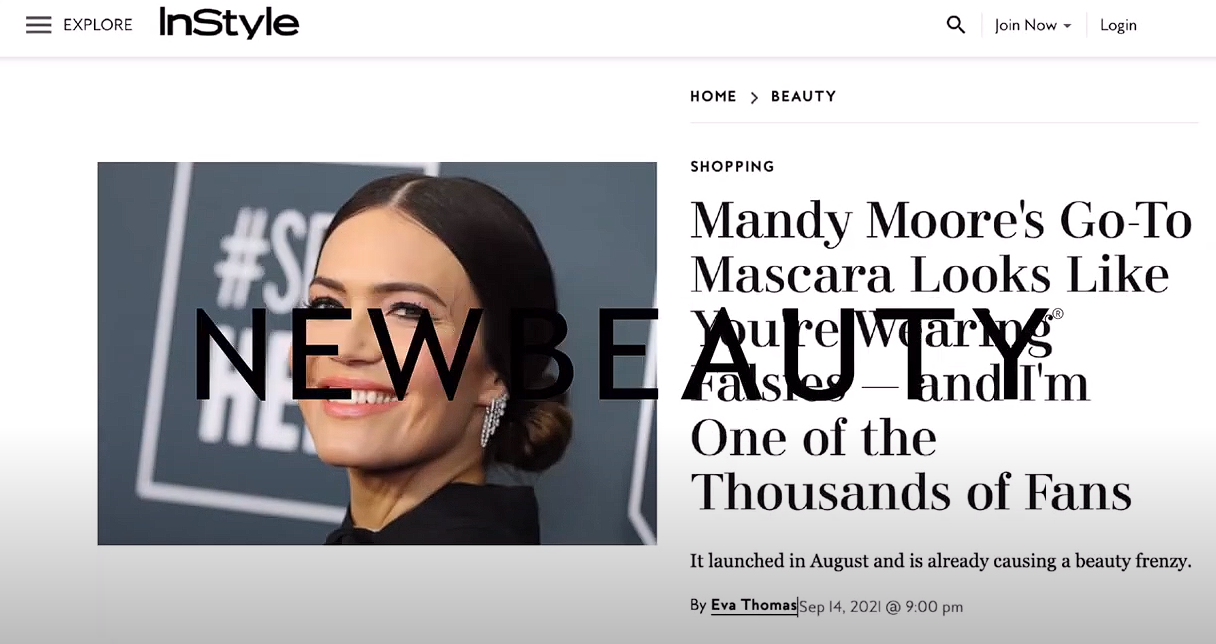 EXPLORE InStyle Join Now Login
HOME > BEAUTY
SHOPPING
#SE
HE
Mandy Moore's Go-To
Mascara Looks Like
You're Wearing
Falsies — and I'm
One of the
Thousands of Fans
NEWBEAUTY®
It launched in August and is already causing a beauty frenzy.
By Eva Thomas Sep 14, 2021 @ 9:00 pm